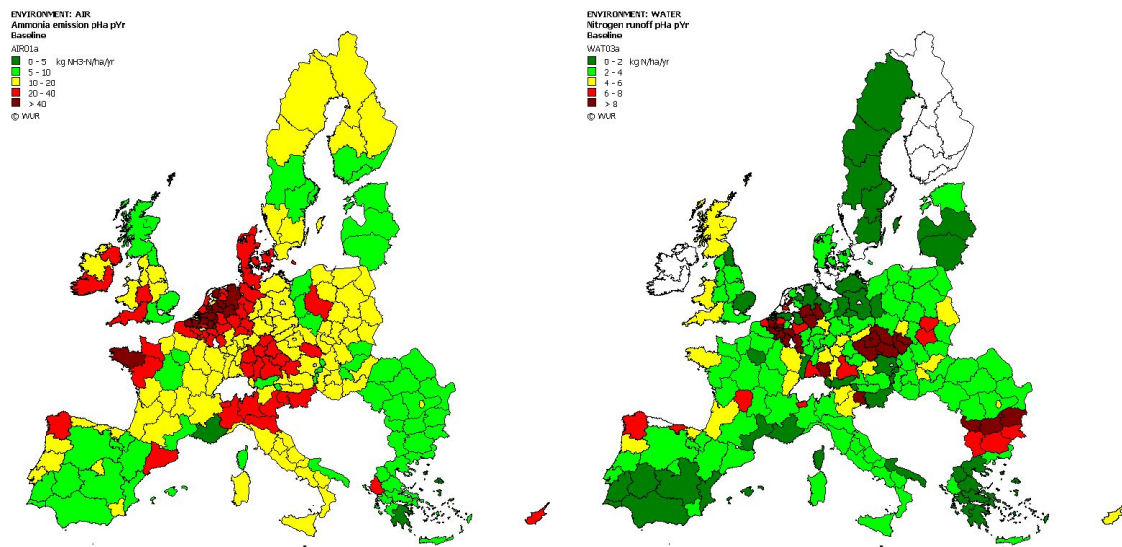 ENVIRONMENT: AIR
Ammonia emission pHa pYr
Baseline
AIR01a
0 - 5 kg NH3-N/ha/yr
5 - 10
10 - 20
20 - 40
> 40
© WUR
ENVIRONMENT: WATER
Nitrogen runoff pHa pYr
Baseline
WAT03a
0 - 2 kg N/ha/yr
2 - 4
4 - 6
6 - 8
> 8
© WUR